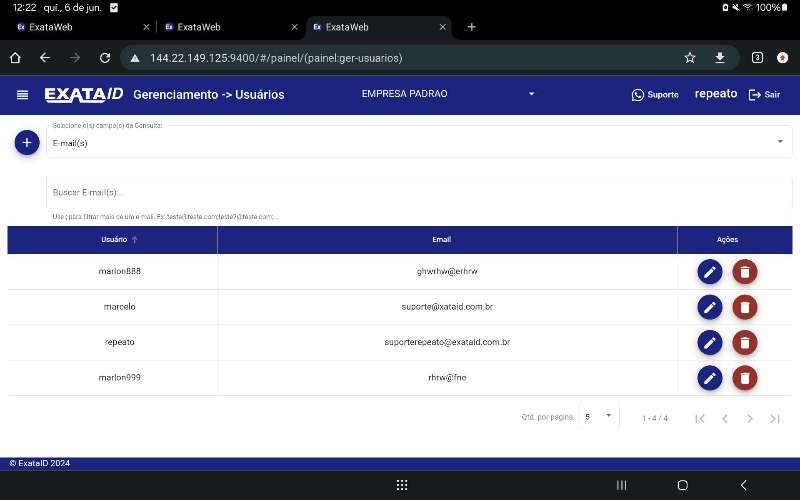 12:22 qui., 6 de jun.
100%
ExataWeb
ExataWeb
ExataWeb
144.22.149.125:9400/#/painel/(painel:ger-usuarios)
3
EXATA ID
Gerenciamento -> Usuários
EMPRESA PADRAO
Suporte
repeato
Sair
Selecione o(s) campo(s) da Consulta:
E-mail(s)
Buscar E-mail(s)...
Use ; para filtrar mais de um e-mail. Ex: teste@teste.com;teste2@teste.com;...
Usuário Email Ações
marlon888 ghwrhw@erhrw
marcelo suporte@xataid.com.br
repeato suporterepeato@exataid.com.br
marlon999 rhrw@fne
Qtd. por página: 5 1 - 4 / 4
© ExataID 2024